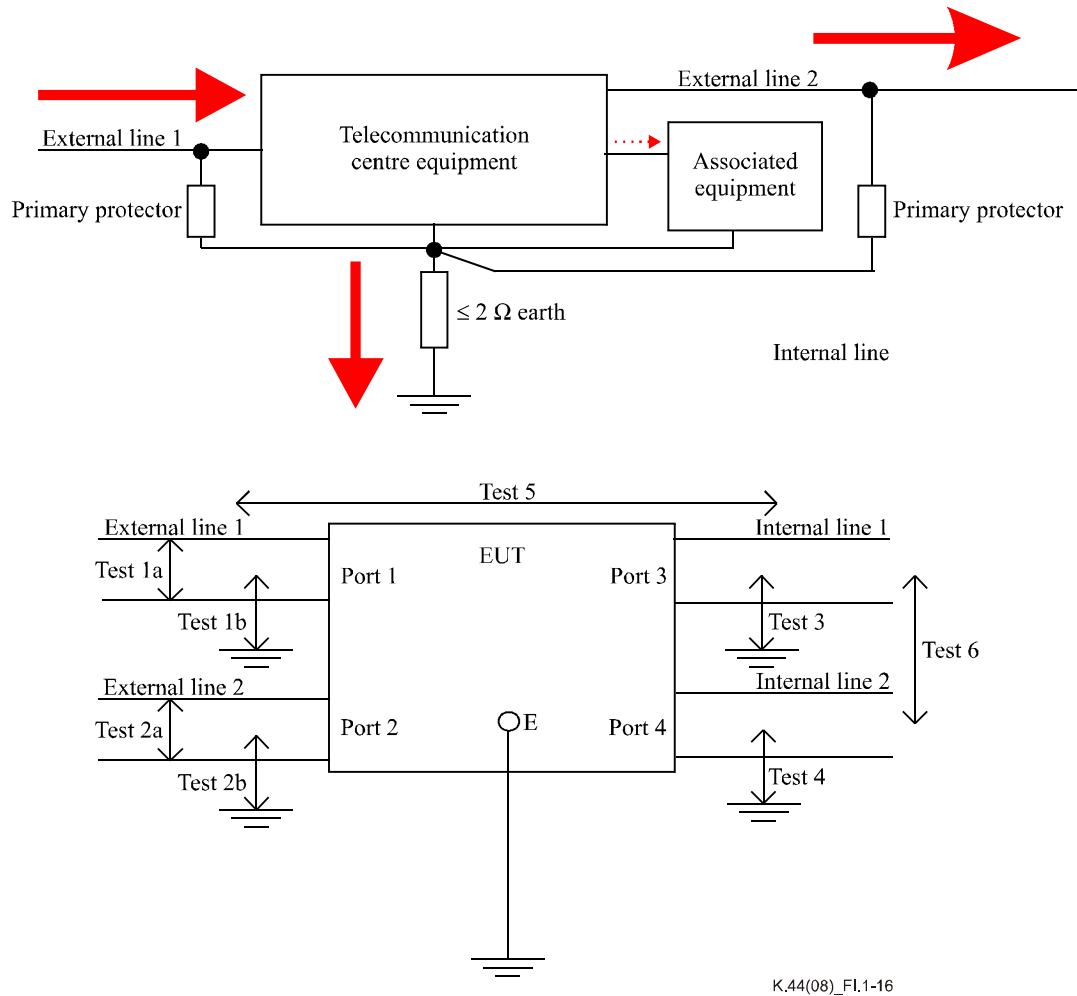 External line 2
External line 1
Telecommunication
centre equipment
Associated
equipment
Primary protector
Primary protector
≤ 2 Ω earth
Internal line
Test 5
External line 1
Internal line 1
EUT
Test 1a
Port 1
Port 3
Test 1b
Test 3
Test 6
External line 2
Internal line 2
Test 2a
Port 2
E
Port 4
Test 2b
Test 4
K.44(08)_FI.1-16